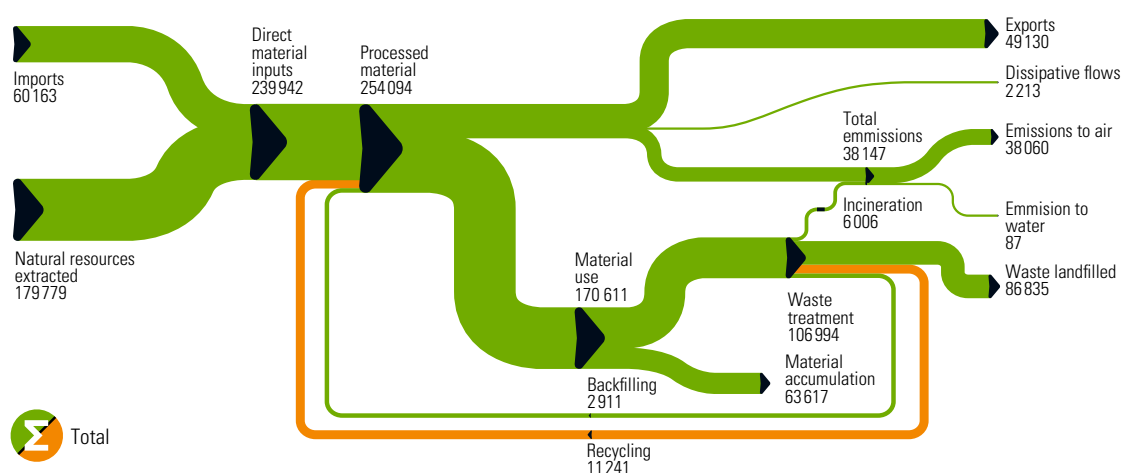 Imports
60 163
Natural resources
extracted
179 779
Direct
material
inputs
239 942
Processed
material
254 094
Material
use
170 611
Backfilling
2 911
Recycling
11 241
Waste
treatment
106 994
Material
accumulation
63 617
Total
emmissions
38 147
Incineration
6 006
Exports
49 130
Dissipative flows
2 213
Emissions to air
38 060
Emmision to
water
87
Waste landfilled
86 835
Σ Total